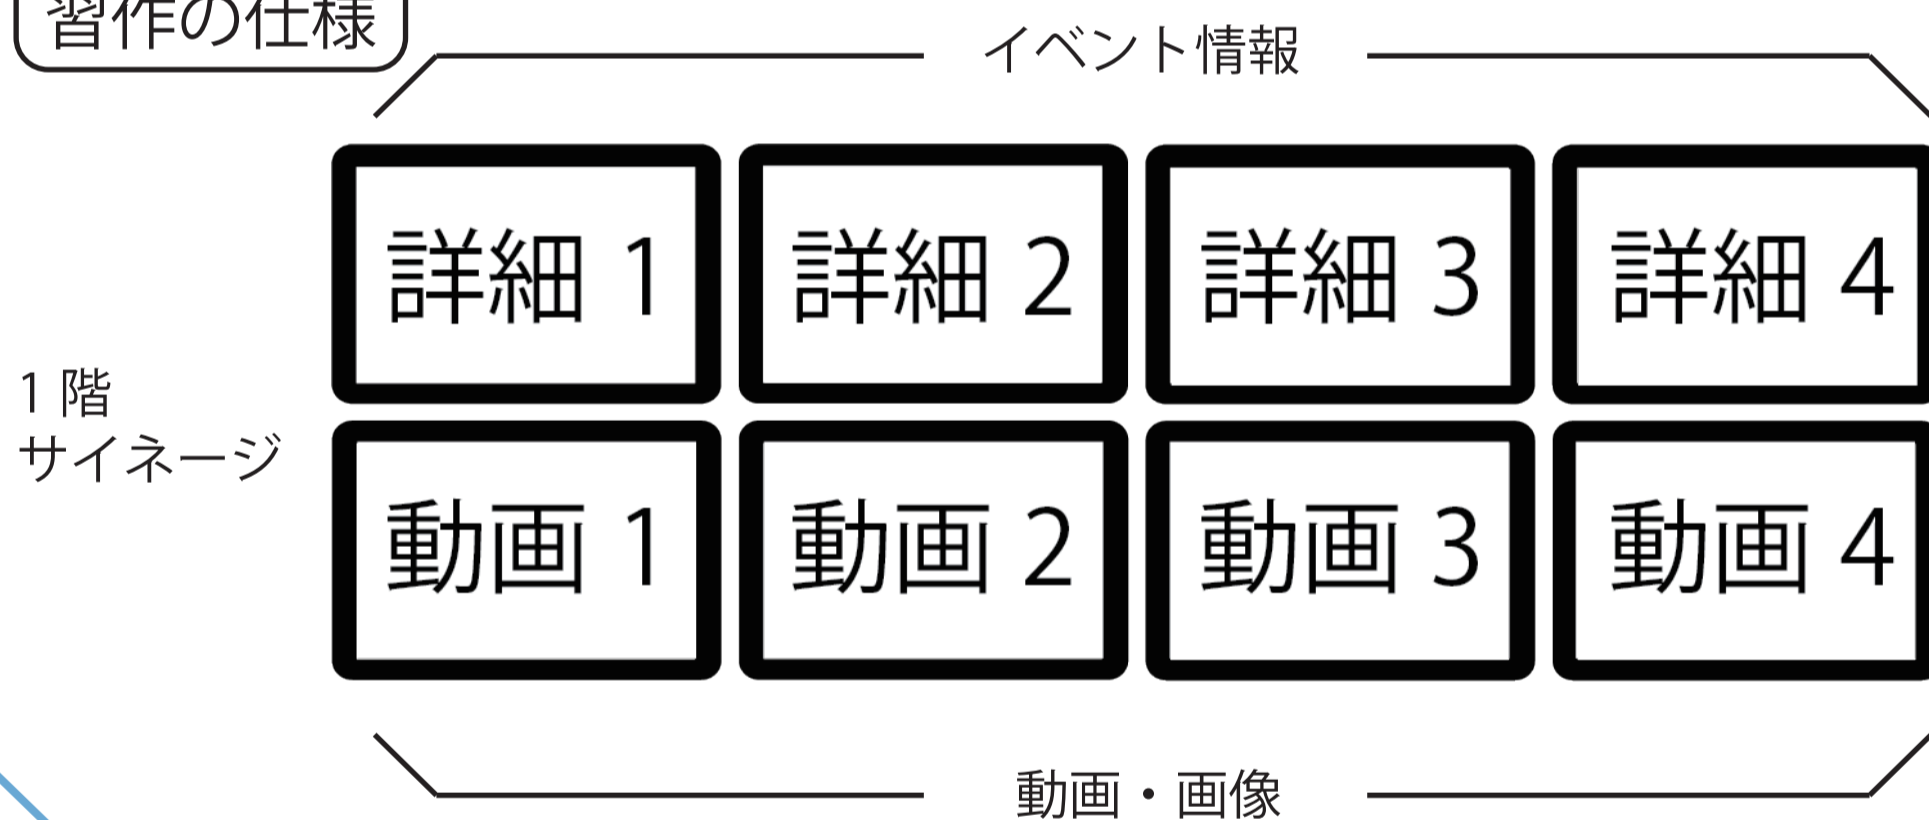 習作の仕様
イベント情報
詳細 1
詳細 2
詳細 3
詳細 4
1 階
サイネージ
動画 1
動画 2
動画 3
動画 4
動画・画像